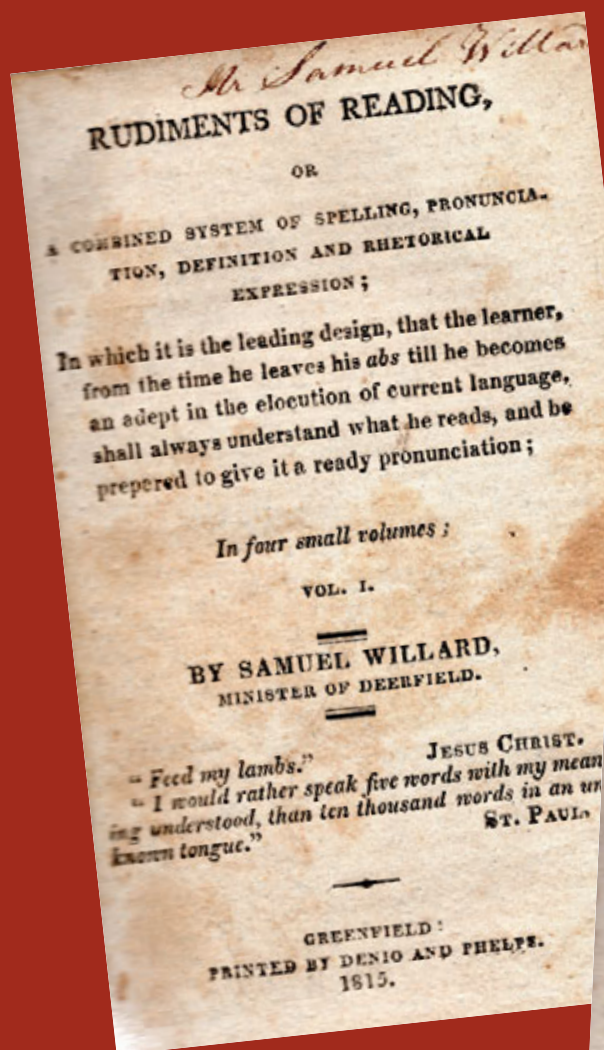 Mr Samuel Willar
RUDIMENTS OF READING,
OR
A COMBINED SYSTEM OF SPELLING, PRONUNCIA-
TION, DEFINITION AND RHETORICAL
EXPRESSION;
In which it is the leading design, that the learner,
from the time he leaves his abs till he becomes
an adept in the elocution of current language,
shall always understand what he reads, and be
prepered to give it a ready pronunciation;
In four small volumes;
VOL. I.
BY SAMUEL WILLARD,
MINISTER OF DEERFIELD.
“Feed my lambs.” JESUS CHRIST.
“I would rather speak five words with my mean
ing understood, than ten thousand words in an un
known tongue.” ST. PAUL.
GREENFIELD:
PRINTED BY DENIO AND PHELPS.
1815.